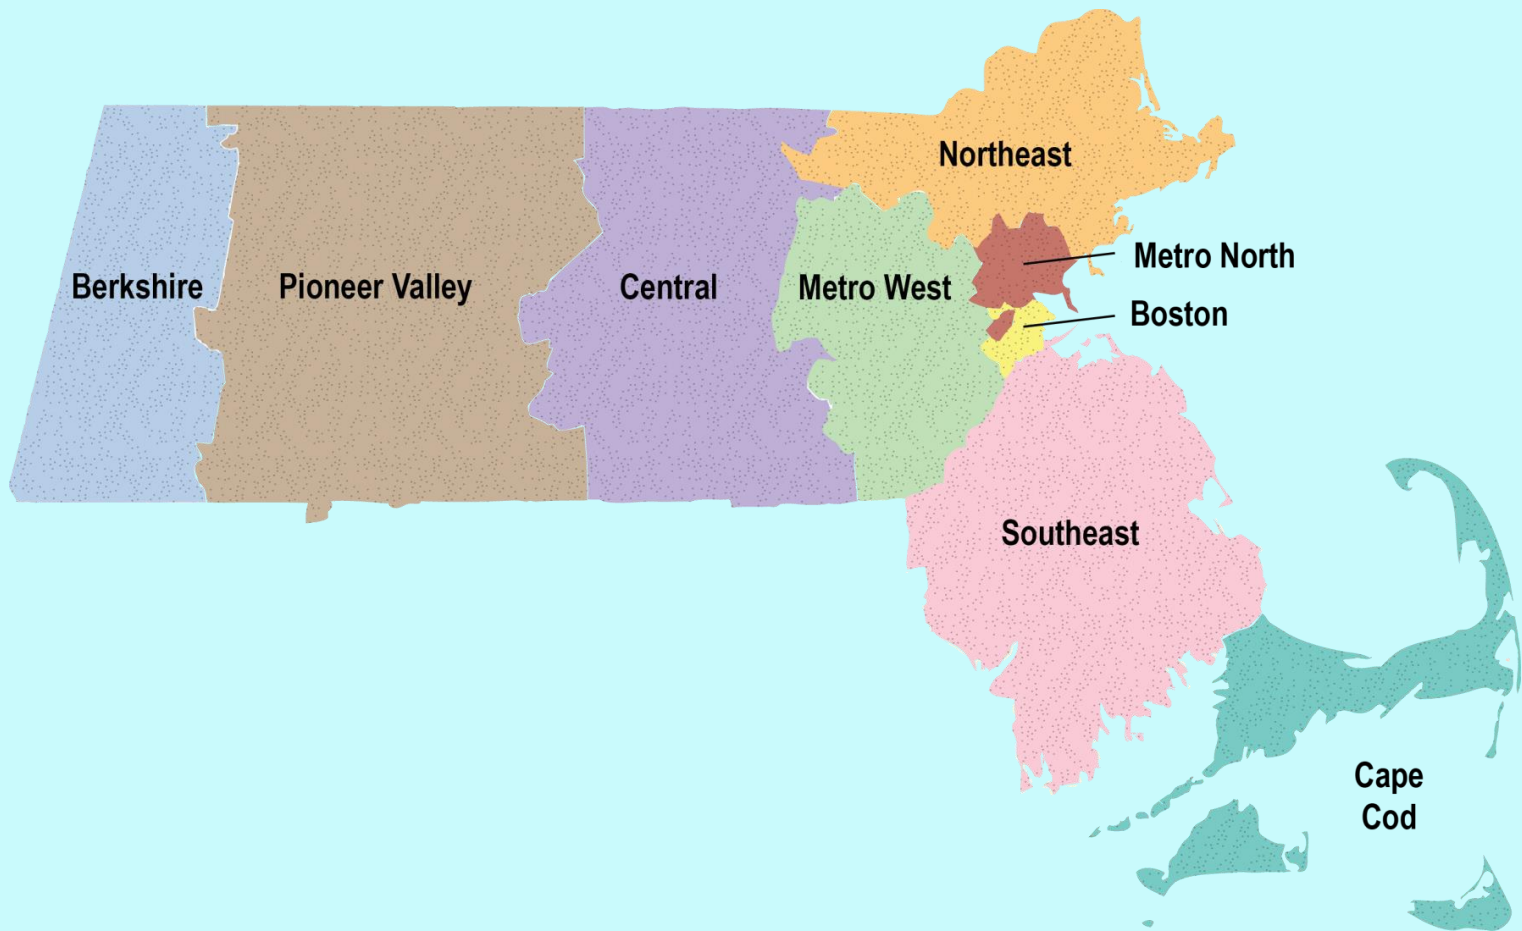 Northeast
Metro North
Berkshire
Pioneer Valley
Central
Metro West
Boston
Southeast
Cape
Cod